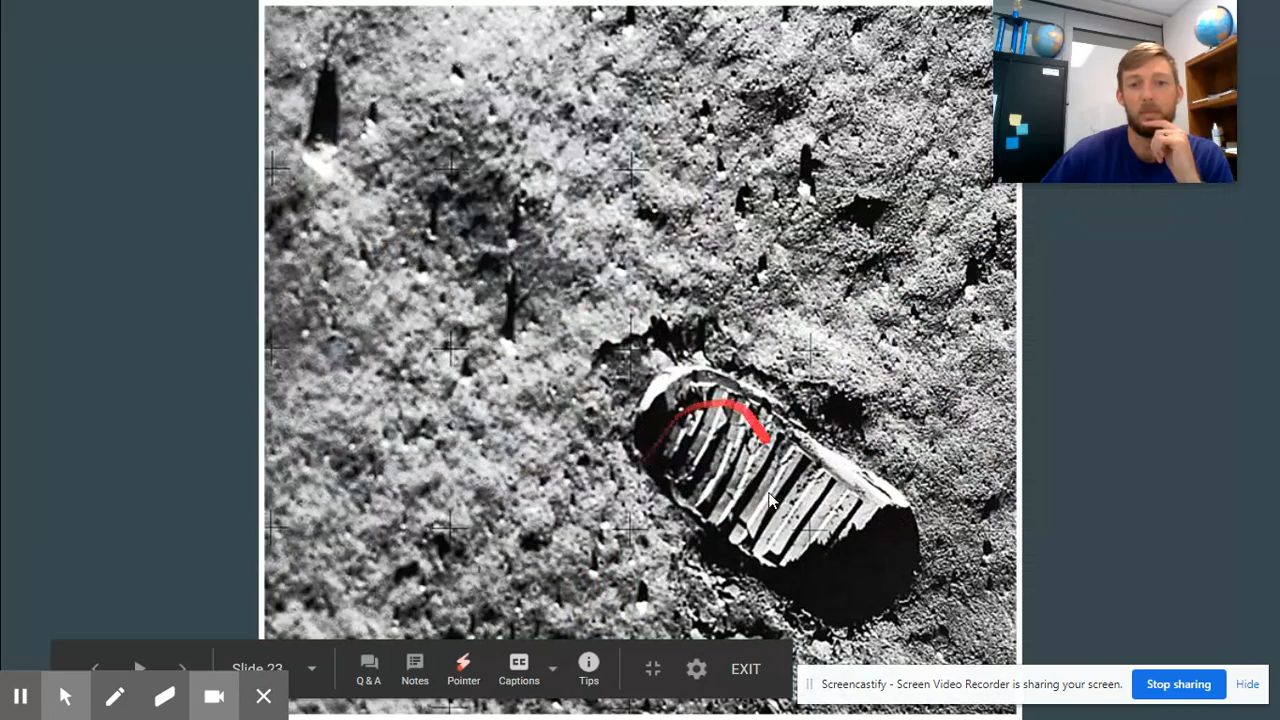 Slide 23
Q & A
Notes
Pointer
Captions
Tips
EXIT
Screencastify - Screen Video Recorder is sharing your screen.
Stop sharing
Hide